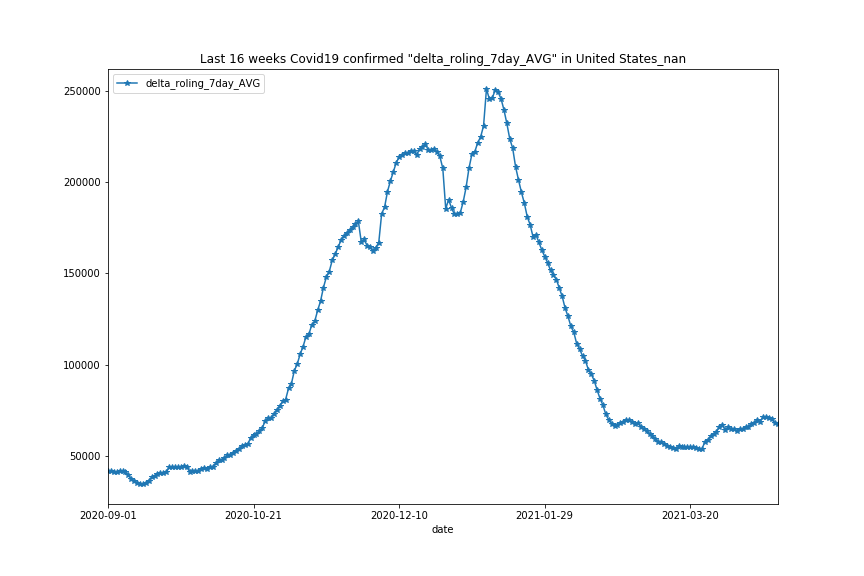 Last 16 weeks Covid19 confirmed "delta_roling_7day_AVG" in United States_nan
delta_roling_7day_AVG
250000
200000
150000
100000
50000
2020-09-01 2020-10-21 2020-12-10 2021-01-29 2021-03-20
date